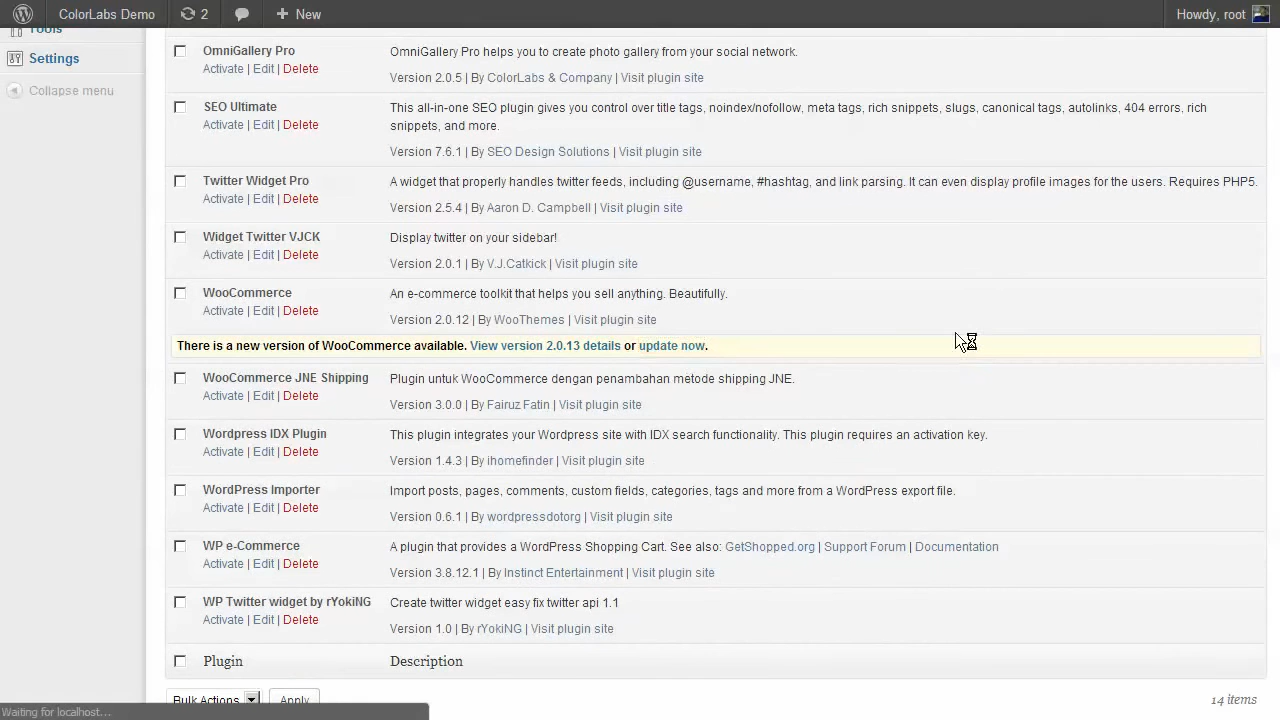 ColorLabs Demo 2 New Howdy, root
Tools
Settings
Collapse menu
OmniGallery Pro OmniGallery Pro helps you to create photo gallery from your social network.
Activate | Edit | Delete Version 2.0.5 | By ColorLabs & Company | Visit plugin site
SEO Ultimate This all-in-one SEO plugin gives you control over title tags, noindex/nofollow, meta tags, rich snippets, slugs, canonical tags, autolinks, 404 errors, rich
Activate | Edit | Delete snippets, and more.
Version 7.6.1 | By SEO Design Solutions | Visit plugin site
Twitter Widget Pro A widget that properly handles twitter feeds, including @username, #hashtag, and link parsing. It can even display profile images for the users. Requires PHP5.
Activate | Edit | Delete Version 2.5.4 | By Aaron D. Campbell | Visit plugin site
Widget Twitter VJCK Display twitter on your sidebar!
Activate | Edit | Delete Version 2.0.1 | By V.J.Catkick | Visit plugin site
WooCommerce An e-commerce toolkit that helps you sell anything. Beautifully.
Activate | Edit | Delete Version 2.0.12 | By WooThemes | Visit plugin site
There is a new version of WooCommerce available. View version 2.0.13 details or update now.
WooCommerce JNE Shipping Plugin untuk WooCommerce dengan penambahan metode shipping JNE.
Activate | Edit | Delete Version 3.0.0 | By Fairuz Fatin | Visit plugin site
Wordpress IDX Plugin This plugin integrates your Wordpress site with IDX search functionality. This plugin requires an activation key.
Activate | Edit | Delete Version 1.4.3 | By ihomefinder | Visit plugin site
WordPress Importer Import posts, pages, comments, custom fields, categories, tags and more from a WordPress export file.
Activate | Edit | Delete Version 0.6.1 | By wordpressdotorg | Visit plugin site
WP e-Commerce A plugin that provides a WordPress Shopping Cart. See also: GetShopped.org | Support Forum | Documentation
Activate | Edit | Delete Version 3.8.12.1 | By Instinct Entertainment | Visit plugin site
WP Twitter widget by rYokiNG Create twitter widget easy fix twitter api 1.1
Activate | Edit | Delete Version 1.0 | By rYokiNG | Visit plugin site
Plugin Description
Bulk Actions Apply 14 items
Waiting for localhost...